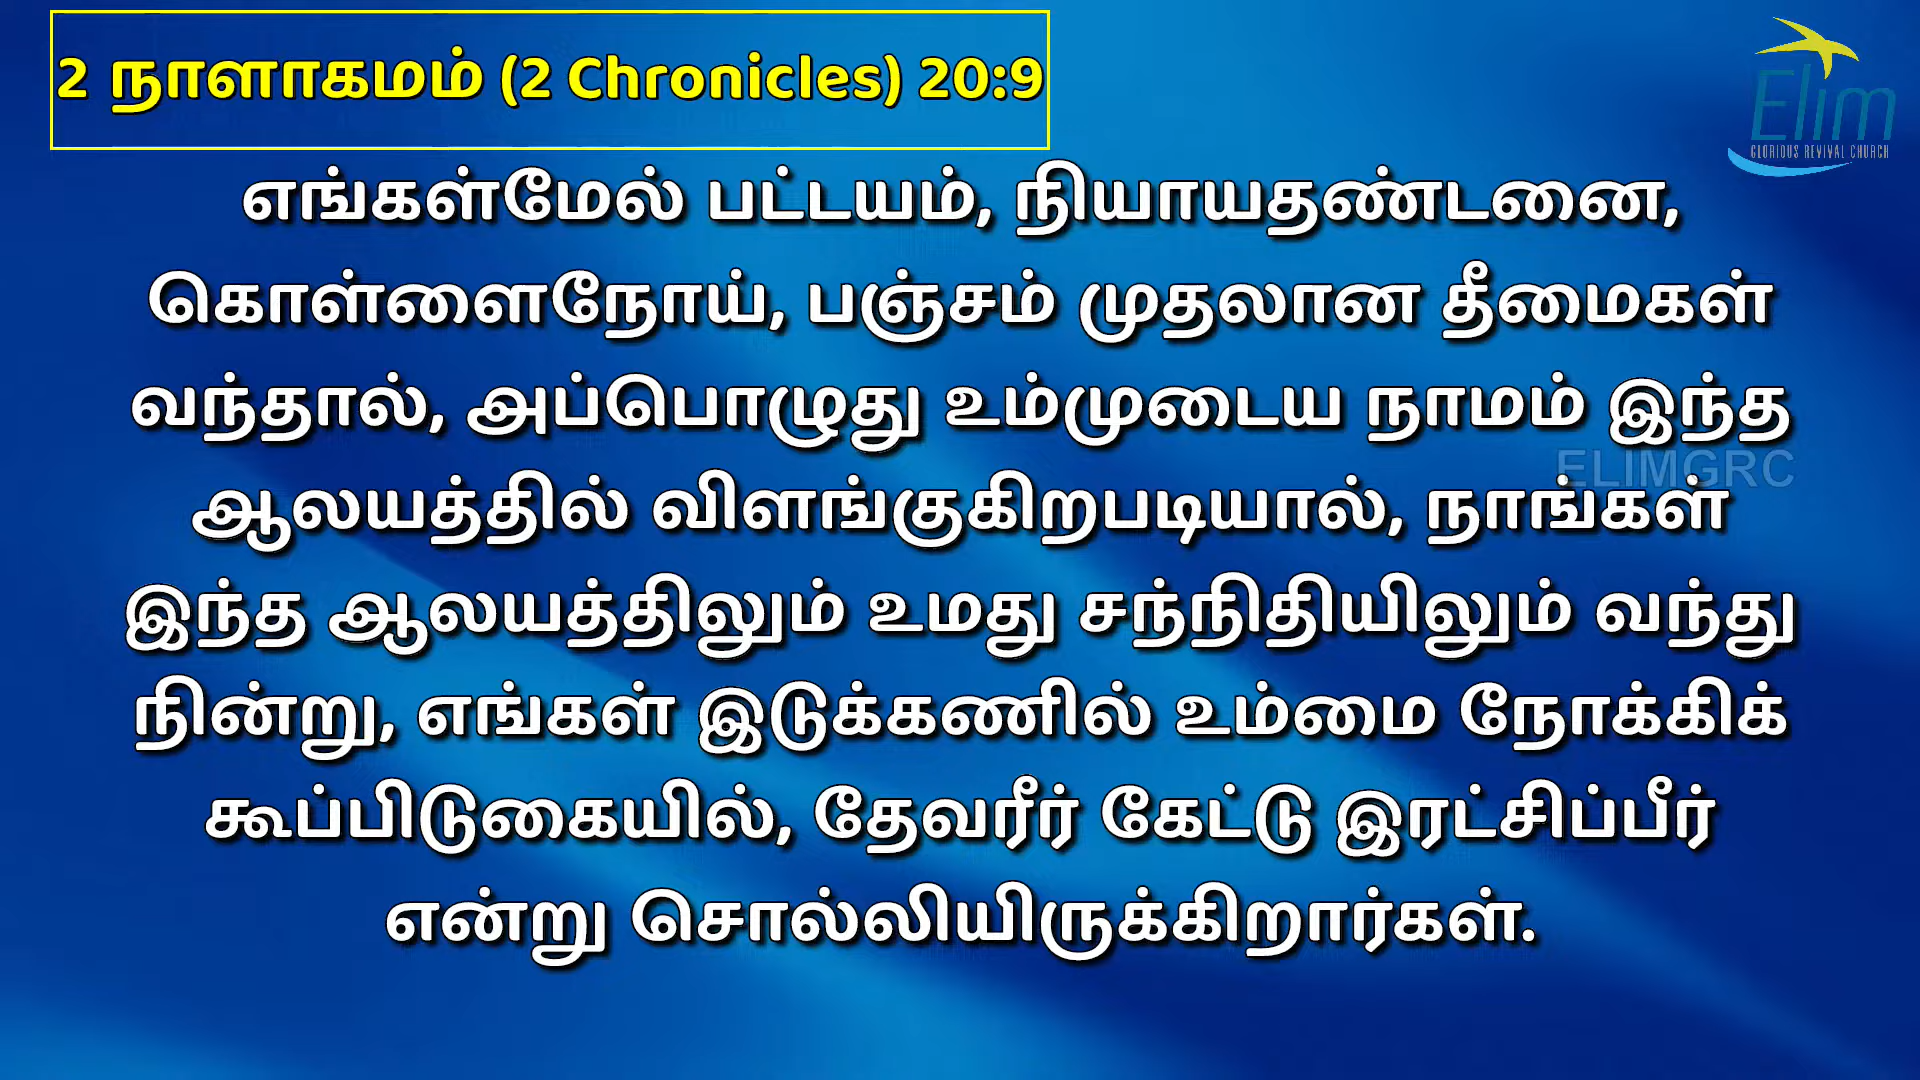 2 நாளாகமம் (2 Chronicles) 20:9
Elim
GLORIOUS REVIVAL CHURCH
எங்கள்மேல் பட்டயம், நியாயதண்டனை,
கொள்ளைநோய், பஞ்சம் முதலான தீமைகள்
வந்தால், அப்பொழுது உம்முடைய நாமம் இந்த
ELIMGRC
ஆலயத்தில் விளங்குகிறபடியால், நாங்கள்
இந்த ஆலயத்திலும் உமது சந்நிதியிலும் வந்து
நின்று, எங்கள் இடுக்கணில் உம்மை நோக்கிக்
கூப்பிடுகையில், தேவரீர் கேட்டு இரட்சிப்பீர்
என்று சொல்லியிருக்கிறார்கள்.